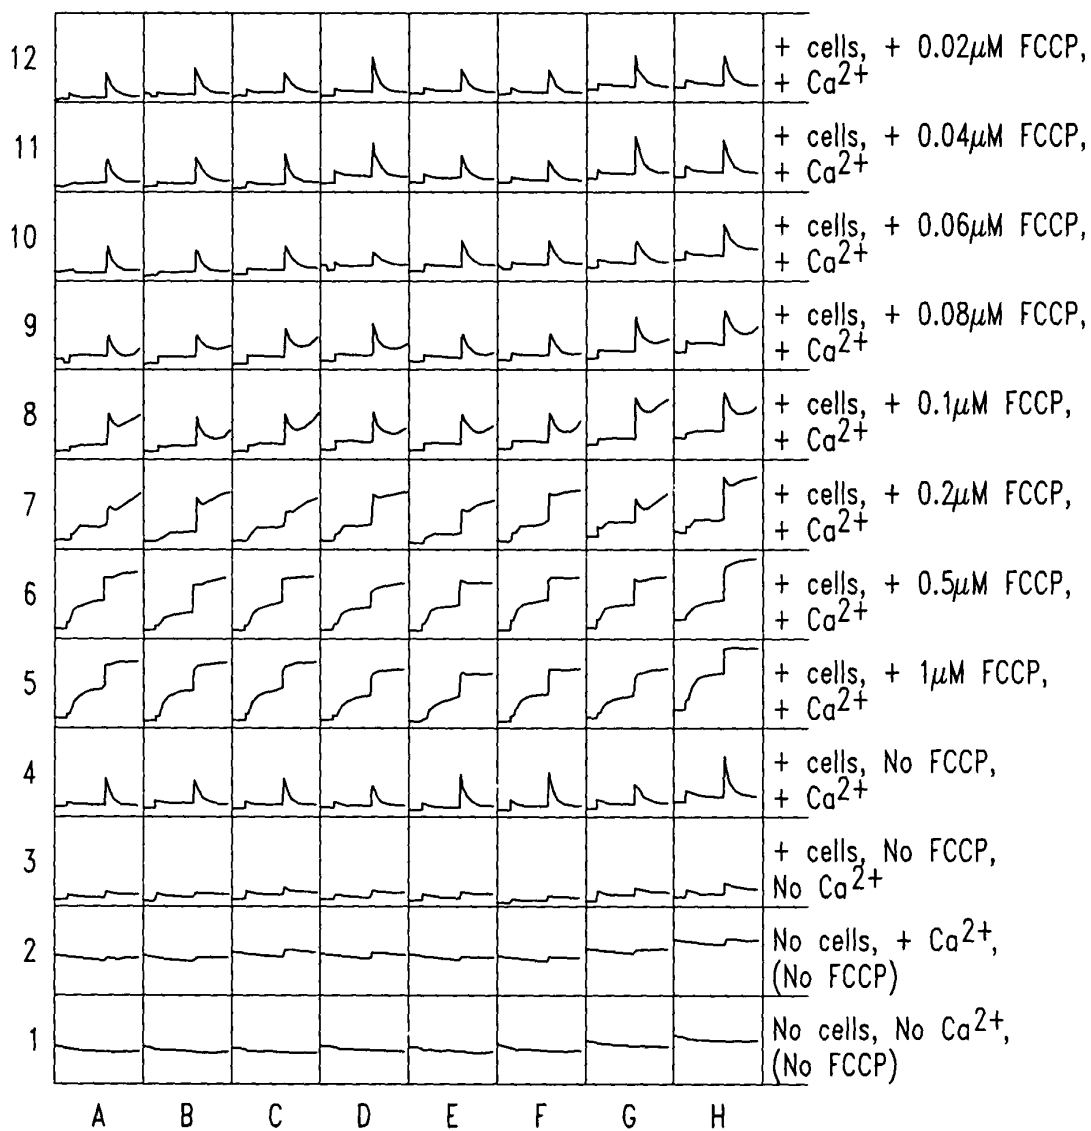 12
+ cells, + 0.02μM FCCP,
+ Ca2+
11
+ cells, + 0.04μM FCCP,
+ Ca2+
10
+ cells, + 0.06μM FCCP,
+ Ca2+
9
+ cells, + 0.08μM FCCP,
+ Ca2+
8
+ cells, + 0.1μM FCCP,
+ Ca2+
7
+ cells, + 0.2μM FCCP,
+ Ca2+
6
+ cells, + 0.5μM FCCP,
+ Ca2+
5
+ cells, + 1μM FCCP,
+ Ca2+
4
+ cells, No FCCP,
+ Ca2+
3
+ cells, No FCCP,
No Ca2+
2
No cells, + Ca2+,
(No FCCP)
1
No cells, No Ca2+,
(No FCCP)
A B C D E F G H